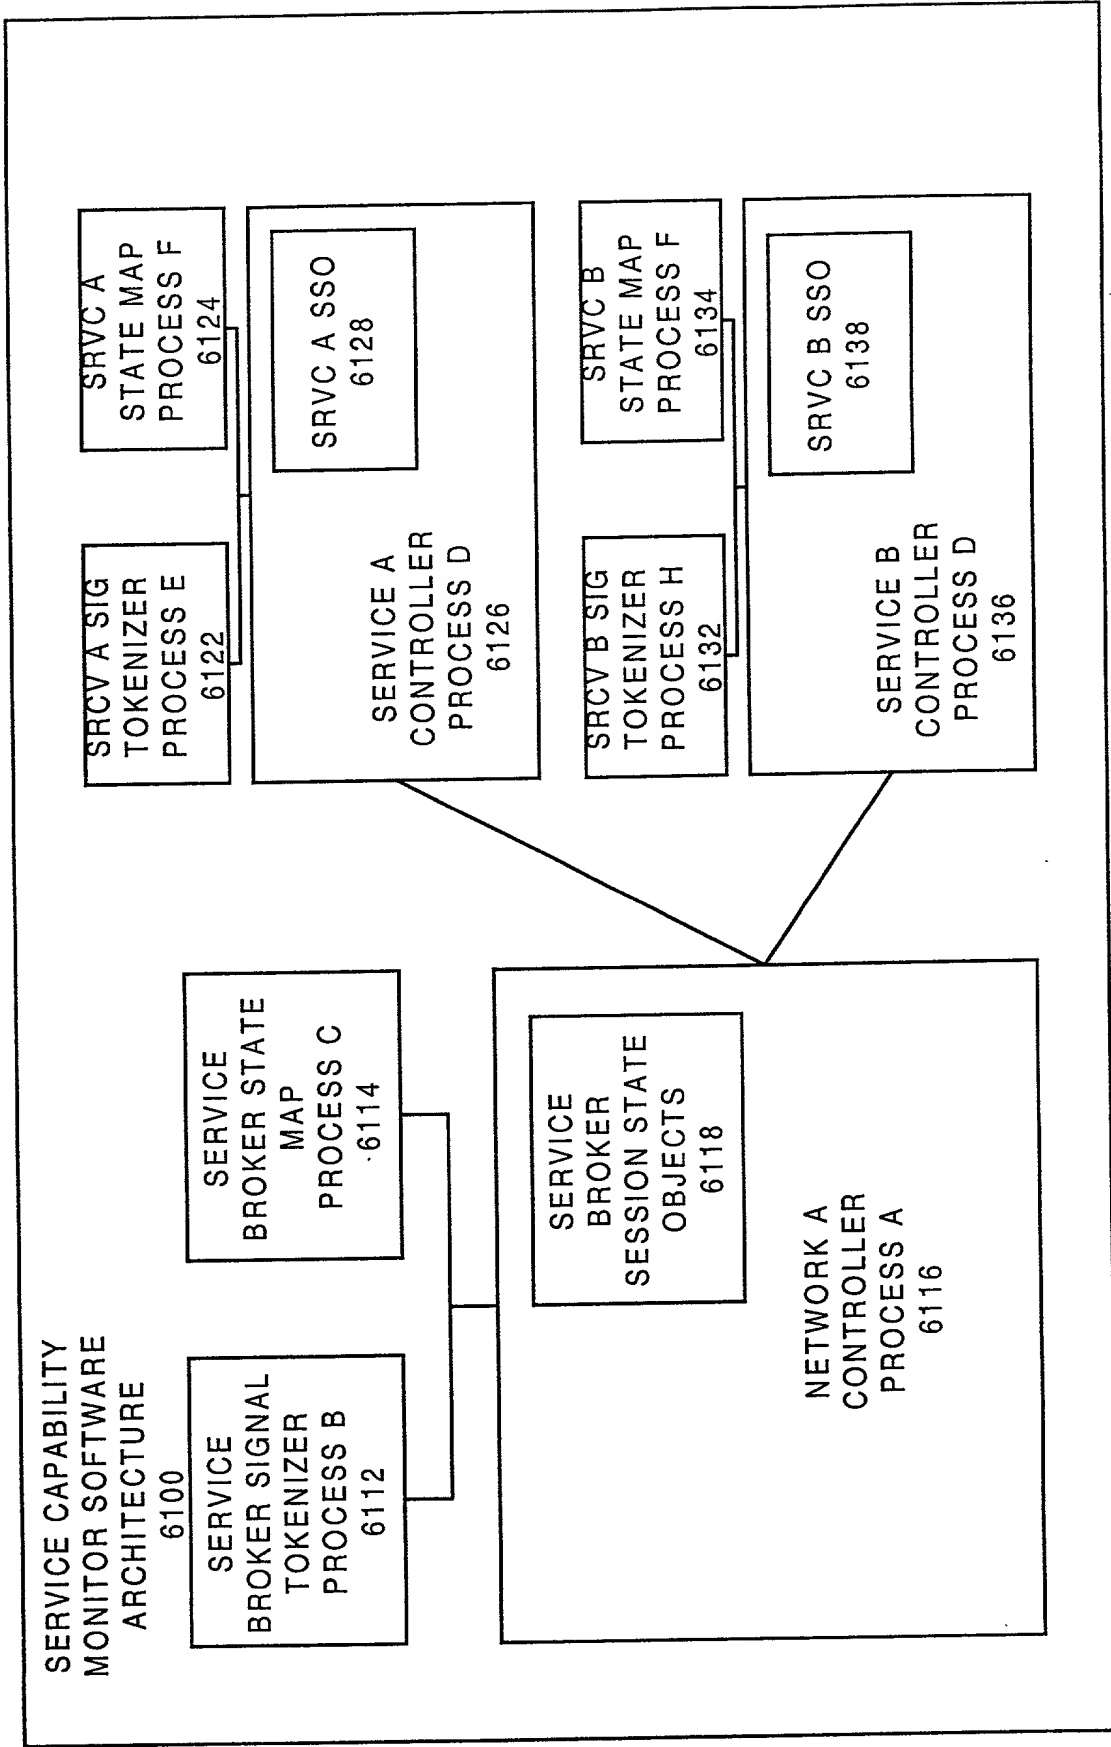 SERVICE CAPABILITY
MONITOR SOFTWARE
ARCHITECTURE
6100
SERVICE
BROKER SIGNAL
TOKENIZER
PROCESS B
6112
SERVICE
BROKER STATE
MAP
PROCESS C
6114
SERVICE
BROKER
SESSION STATE
OBJECTS
6118
NETWORK A
CONTROLLER
PROCESS A
6116
SRCV A SIG
TOKENIZER
PROCESS E
6122
SRVC A
STATE MAP
PROCESS F
6124
SERVICE A
CONTROLLER
PROCESS D
6126
SRVC A SSO
6128
SRCV B SIG
TOKENIZER
PROCESS H
6132
SRVC B
STATE MAP
PROCESS F
6134
SERVICE B
CONTROLLER
PROCESS D
6136
SRVC B SSO
6138